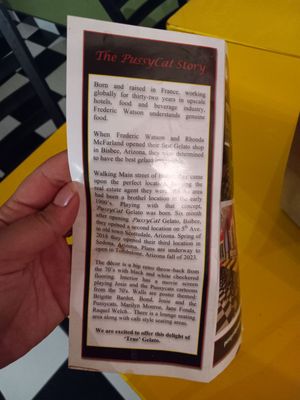 The PussyCat Story
Born and raised in France, working
globally for thirty-two years in upscale
hotels, food and beverage industry,
Frederic Watson understands genuine
food.
When Frederic Watson and Rhonda
McFarland opened their first Gelato shop
in Bisbee, Arizona, they were determined
to have the best gelato
Walking Main street of they came
upon the perfect location, the
real estate agent they were this area
had been a brothel location in the early
1900's. Playing with that concept,
PussyCat Gelato was born. Six month
after opening PussyCat Gelato, Bisbee,
they opened a second location on 5th Ave.
in old town Scottsdale, Arizona. Spring of
2016 they opened their third location in
Sedona, Arizona. Plans are underway to
open in Tombstone, Arizona fall of 2023.
The décor is a hip retro throw-back from
the 70's with black and white checkered
flooring. Interior has a movie screen
playing Josie and the Pussycats cartoons
from the 70's. Walls are poster themed:
Brigitte Bardot, Bond, Josie and the
Pussycats, Marilyn Monroe, Jane Fonda,
Raquel Welch... There is a lounge seating
area along with cafe style seating areas.
We are excited to offer this delight of
'True' Gelato.